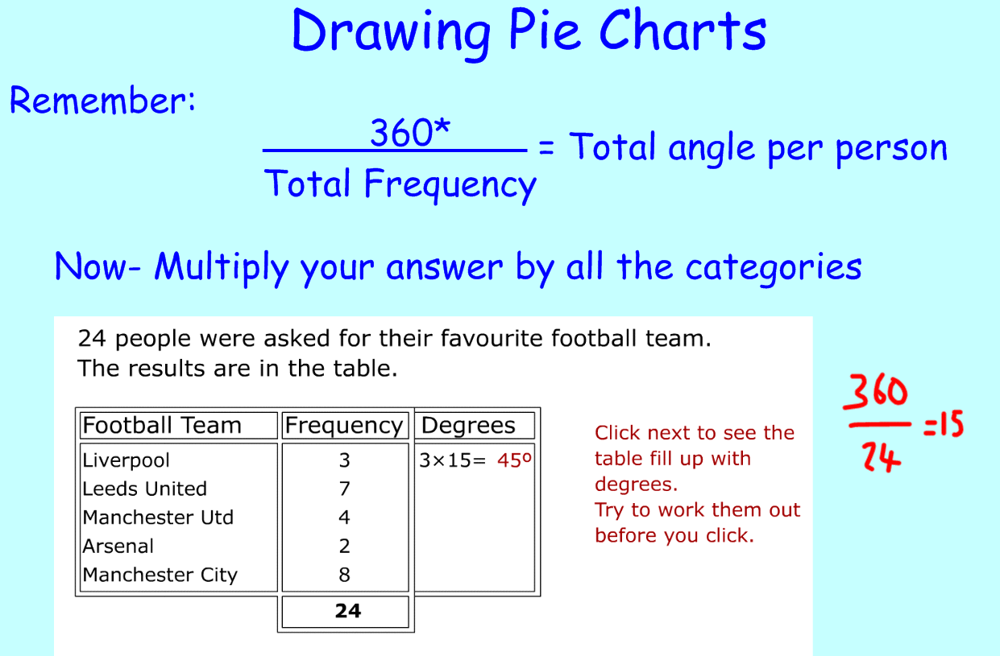 Drawing Pie Charts
Remember:
360*
Total Frequency
= Total angle per person
Now- Multiply your answer by all the categories
24 people were asked for their favourite football team.
The results are in the table.
Football Team Frequency Degrees
Liverpool 3 3×15= 45º
Leeds United 7
Manchester Utd 4
Arsenal 2
Manchester City 8
24
Click next to see the
table fill up with
degrees.
Try to work them out
before you click.
360
24
=15